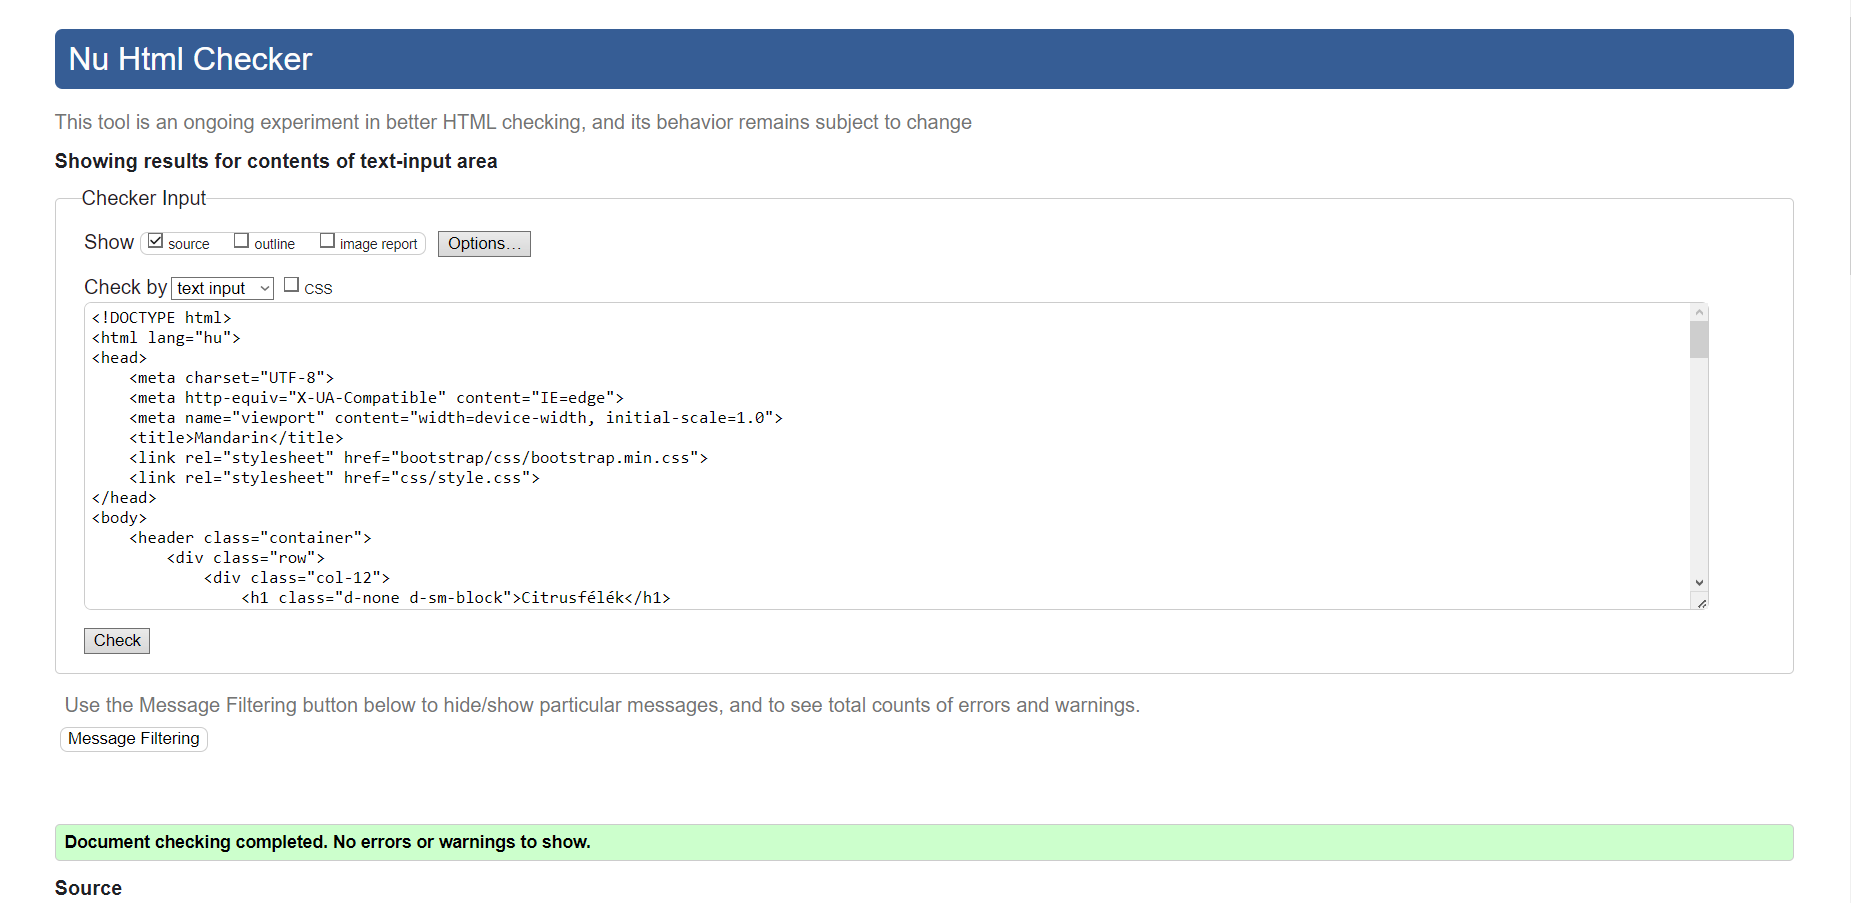 Nu Html Checker
This tool is an ongoing experiment in better HTML checking, and its behavior remains subject to change
Showing results for contents of text-input area
Checker Input
Show source outline image report Options...
Check by text input CSS
<!DOCTYPE html>
<html lang="hu">
<head>
    <meta charset="UTF-8">
    <meta http-equiv="X-UA-Compatible" content="IE=edge">
    <meta name="viewport" content="width=device-width, initial-scale=1.0">
    <title>Mandarin</title>
    <link rel="stylesheet" href="bootstrap/css/bootstrap.min.css">
    <link rel="stylesheet" href="css/style.css">
</head>
<body>
    <header class="container">
        <div class="row">
            <div class="col-12">
                <h1 class="d-none d-sm-block">Citrusfélék</h1>
Check
Use the Message Filtering button below to hide/show particular messages, and to see total counts of errors and warnings.
Message Filtering
Document checking completed. No errors or warnings to show.
Source